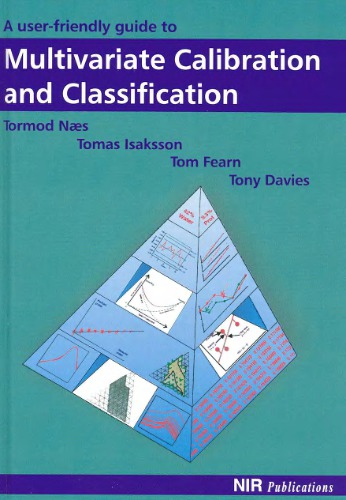 A user-friendly guide to
Multivariate Calibration
and Classification
Tormod Næs
Tomas Isaksson
Tom Fearn
Tony Davies
NIR Publications